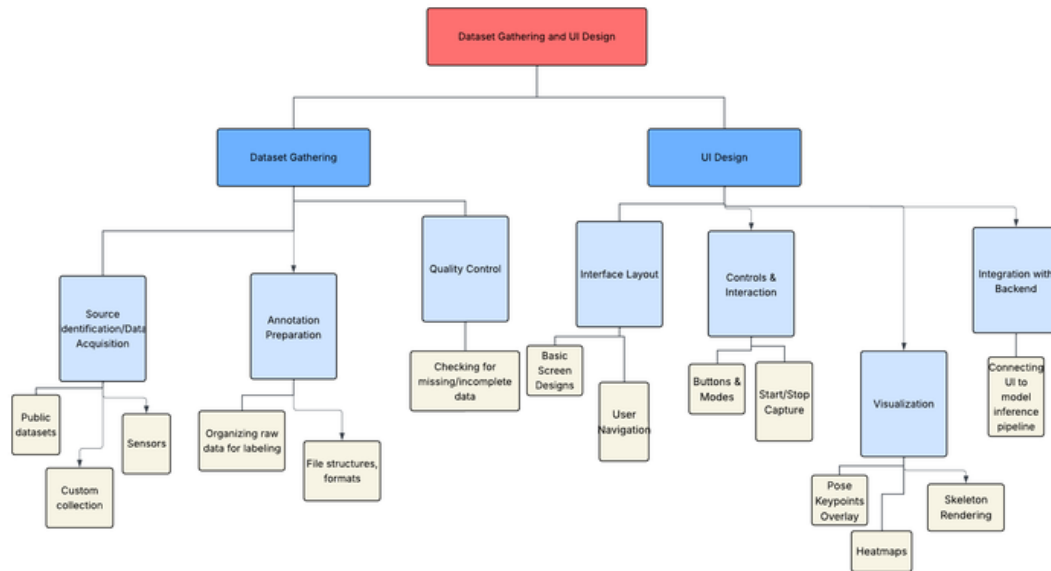 Dataset Gathering and UI Design
Dataset Gathering
UI Design
Source
dentification/Data
Acquisition
Annotation
Preparation
Quality Control
Interface Layout
Controls &
Interaction
Visualization
Integration with
Backend
Public
datasets
Custom
collection
Sensors
Organizing raw
data for labeling
File structures,
formats
Checking for
missing/incomplete
data
Basic
Screen
Designs
User
Navigation
Buttons &
Modes
Start/Stop
Capture
Pose
Keypoints
Overlay
Heatmaps
Skeleton
Rendering
Connecting
UI to model
inference
pipeline